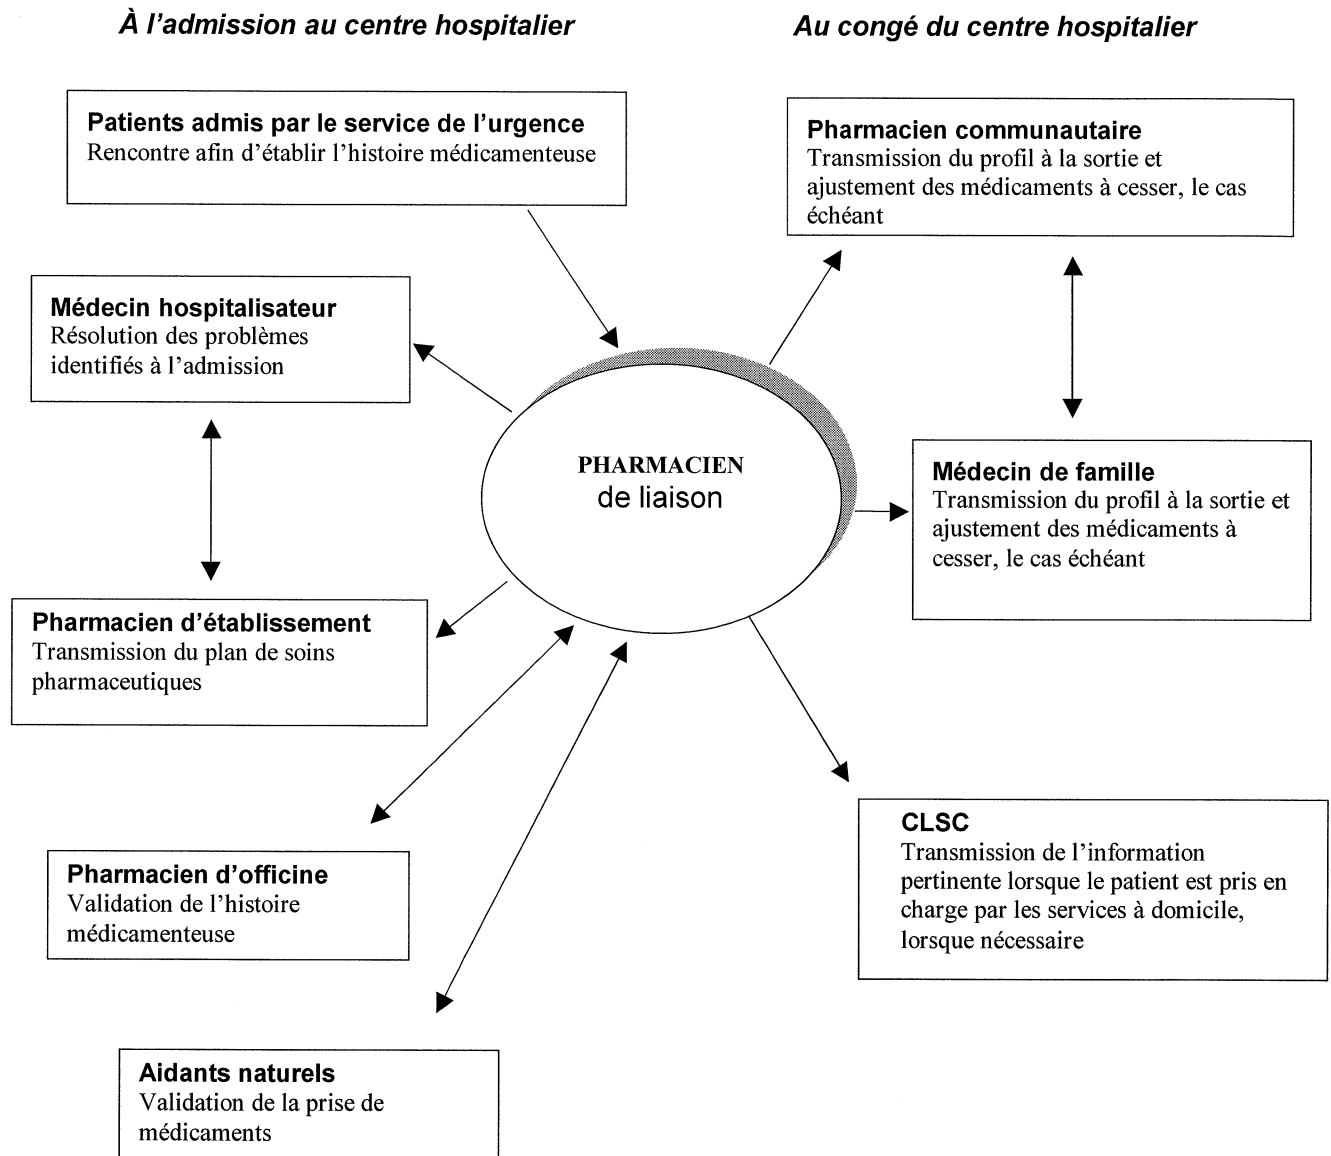 À l’admission au centre hospitalier
Au congé du centre hospitalier
Patients admis par le service de l’urgence
Rencontre afin d’établir l’histoire médicamenteuse
Pharmacien communautaire
Transmission du profil à la sortie et
ajustement des médicaments à cesser, le cas
échéant
Médecin hospitalisateur
Résolution des problèmes
identifiés à l’admission
PHARMACIEN
de liaison
Médecin de famille
Transmission du profil à la sortie et
ajustement des médicaments à
cesser, le cas échéant
Pharmacien d’établissement
Transmission du plan de soins
pharmaceutiques
CLSC
Transmission de l’information
pertinente lorsque le patient est pris en
charge par les services à domicile,
lorsque nécessaire
Pharmacien d’officine
Validation de l’histoire
médicamenteuse
Aidants naturels
Validation de la prise de
médicaments